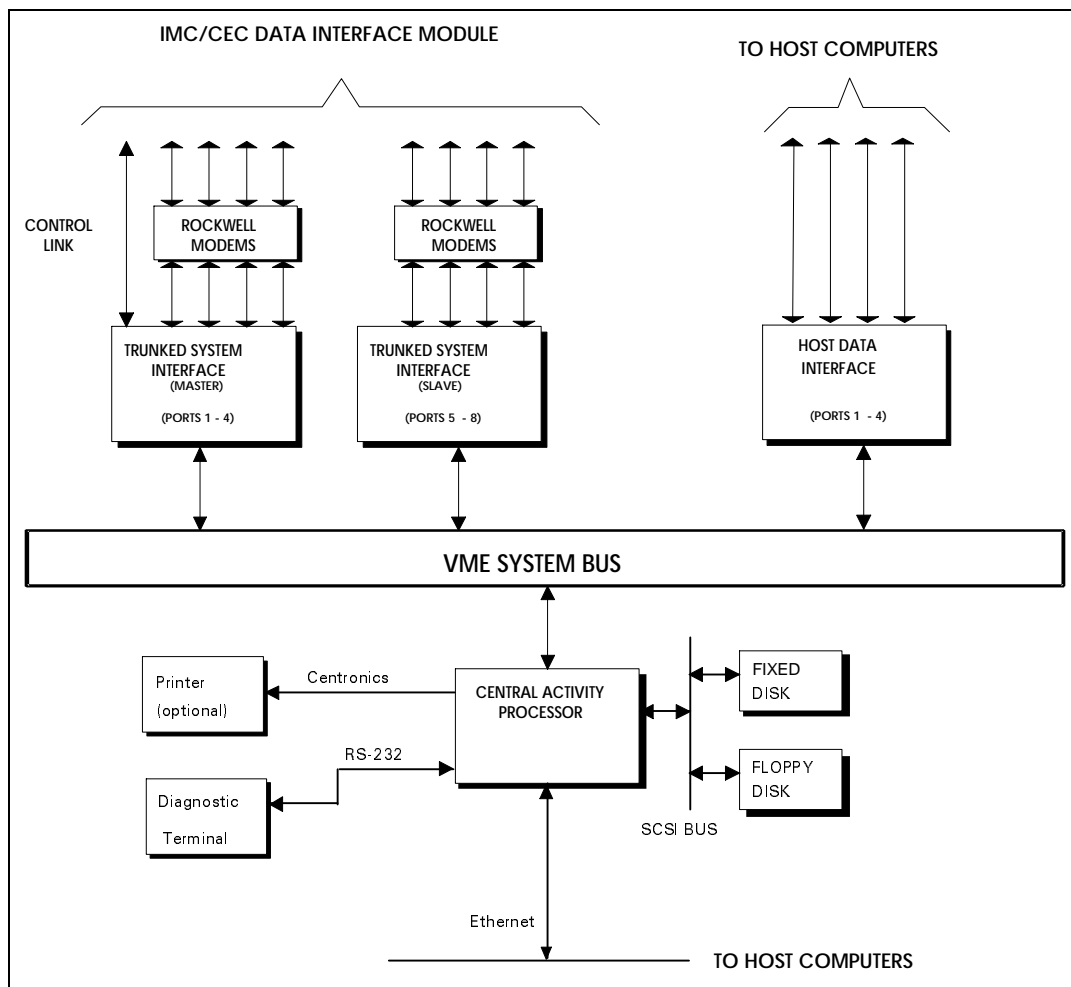 IMC/CEC DATA INTERFACE MODULE
TO HOST COMPUTERS
CONTROL
LINK
ROCKWELL
MODEMS
ROCKWELL
MODEMS
TRUNKED SYSTEM
INTERFACE
(MASTER)
(PORTS 1 - 4)
TRUNKED SYSTEM
INTERFACE
(SLAVE)
(PORTS 5 - 8)
HOST DATA
INTERFACE
(PORTS 1 - 4)
VME SYSTEM BUS
Printer
(optional)
Centronics
CENTRAL ACTIVITY
PROCESSOR
FIXED
DISK
RS-232
Diagnostic
Terminal
FLOPPY
DISK
SCSI BUS
Ethernet
TO HOST COMPUTERS